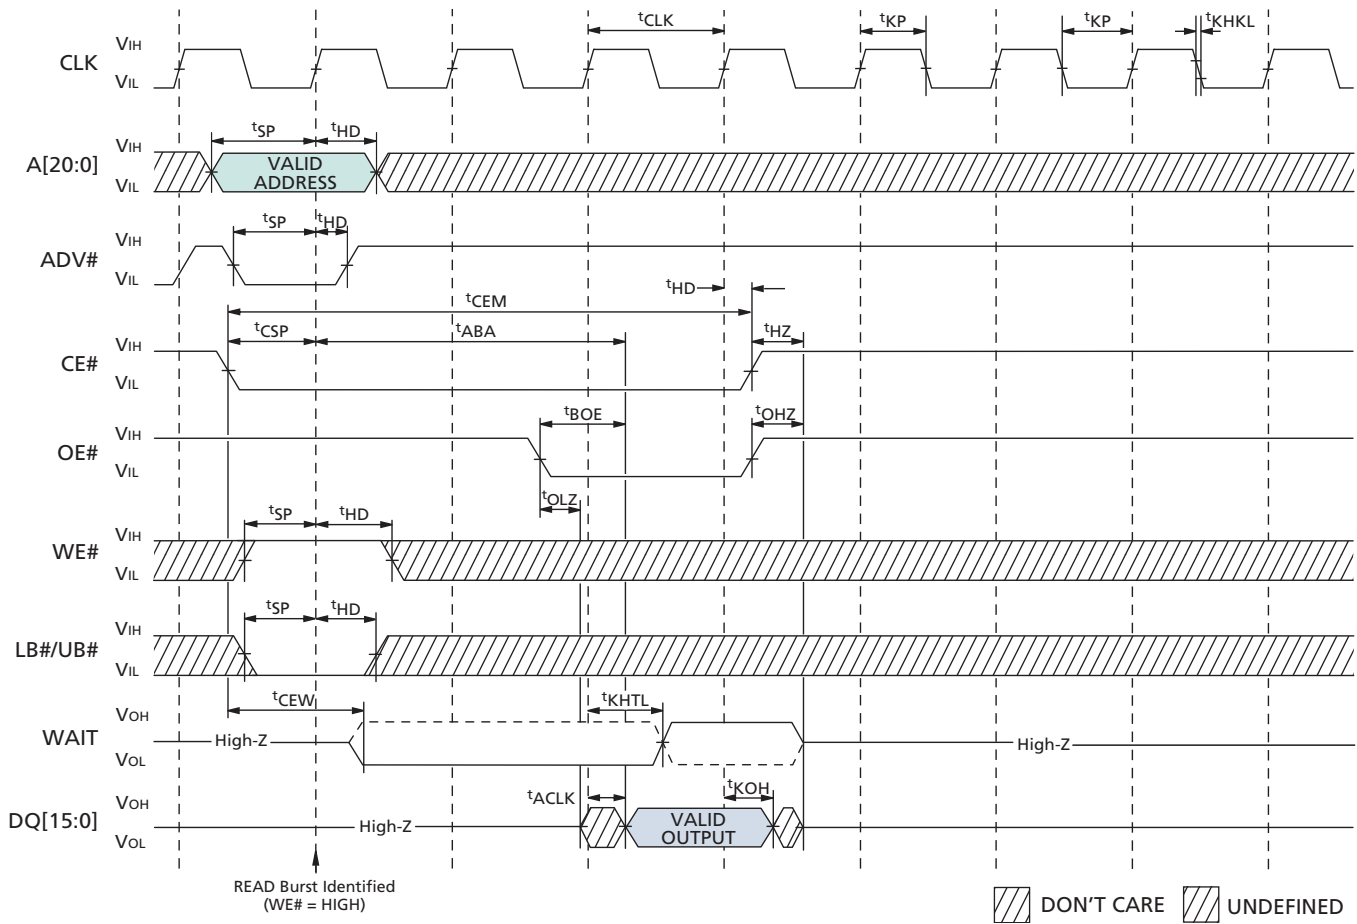 tCLK tKP tKP tKHKL
CLK VIH
VIL
tSP tHD
A[20:0] VIH
VIL
VALID
ADDRESS
tSP tHD
ADV# VIH
VIL
tHD
tCEM
tCSP tABA tHZ
CE# VIH
VIL
tBOE tOHZ
OE# VIH
VIL
tOLZ
tSP tHD
WE# VIH
VIL
tSP tHD
LB#/UB# VIH
VIL
tCEW tKHTL
WAIT VOH
VOL
High-Z High-Z
tACLK tKOH
DQ[15:0] VOH
VOL
High-Z
VALID
OUTPUT
READ Burst Identified
(WE# = HIGH)
DON'T CARE UNDEFINED